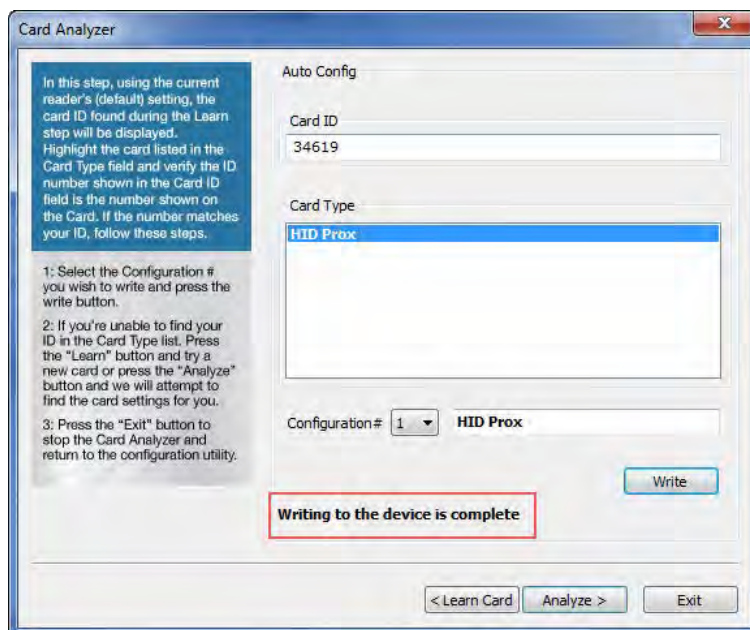 Card Analyzer
In this step, using the current
reader's (default) setting, the
card ID found during the Learn
step will be displayed.
Highlight the card listed in the
Card Type field and verify the ID
number shown in the Card ID
field is the number shown on
the Card. If the number matches
your ID, follow these steps.
1: Select the Configuration #
you wish to write and press the
write button.
2: If you're unable to find your
ID in the Card Type list. Press
the "Learn" button and try a
new card or press the "Analyze"
button and we will attempt to
find the card settings for you.
3: Press the "Exit" button to
stop the Card Analyzer and
return to the configuration utility.
Auto Config
Card ID
34619
Card Type
HID Prox
Configuration# 1 HID Prox
Write
Writing to the device is complete
< Learn Card Analyze > Exit